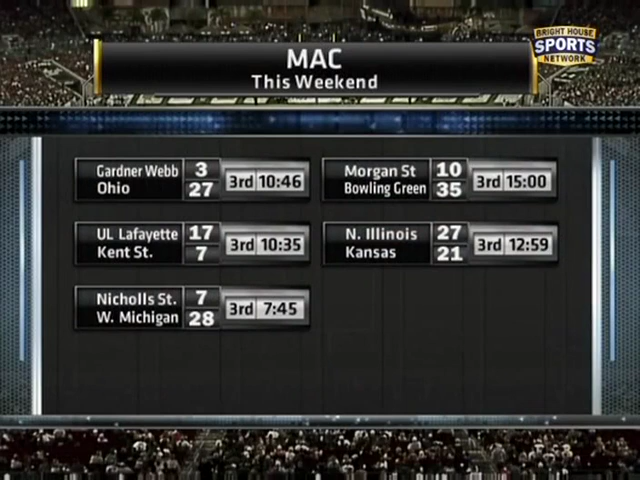 MAC
This Weekend
BRIGHT HOUSE
SPORTS
NETWORK
Gardner Webb 3
Ohio 27
3rd 10:46
Morgan St 10
Bowling Green 35
3rd 15:00
UL Lafayette 17
Kent St. 7
3rd 10:35
N. Illinois 27
Kansas 21
3rd 12:59
Nicholls St. 7
W. Michigan 28
3rd 7:45